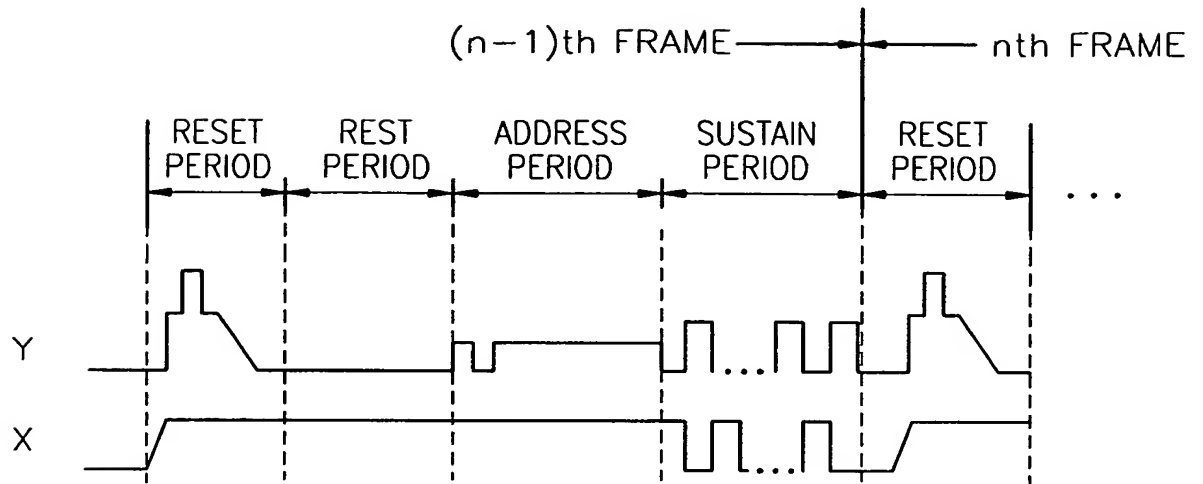 (n-1)th FRAME nth FRAME
RESET PERIOD REST PERIOD ADDRESS PERIOD SUSTAIN PERIOD RESET PERIOD
...
Y ...
X ...